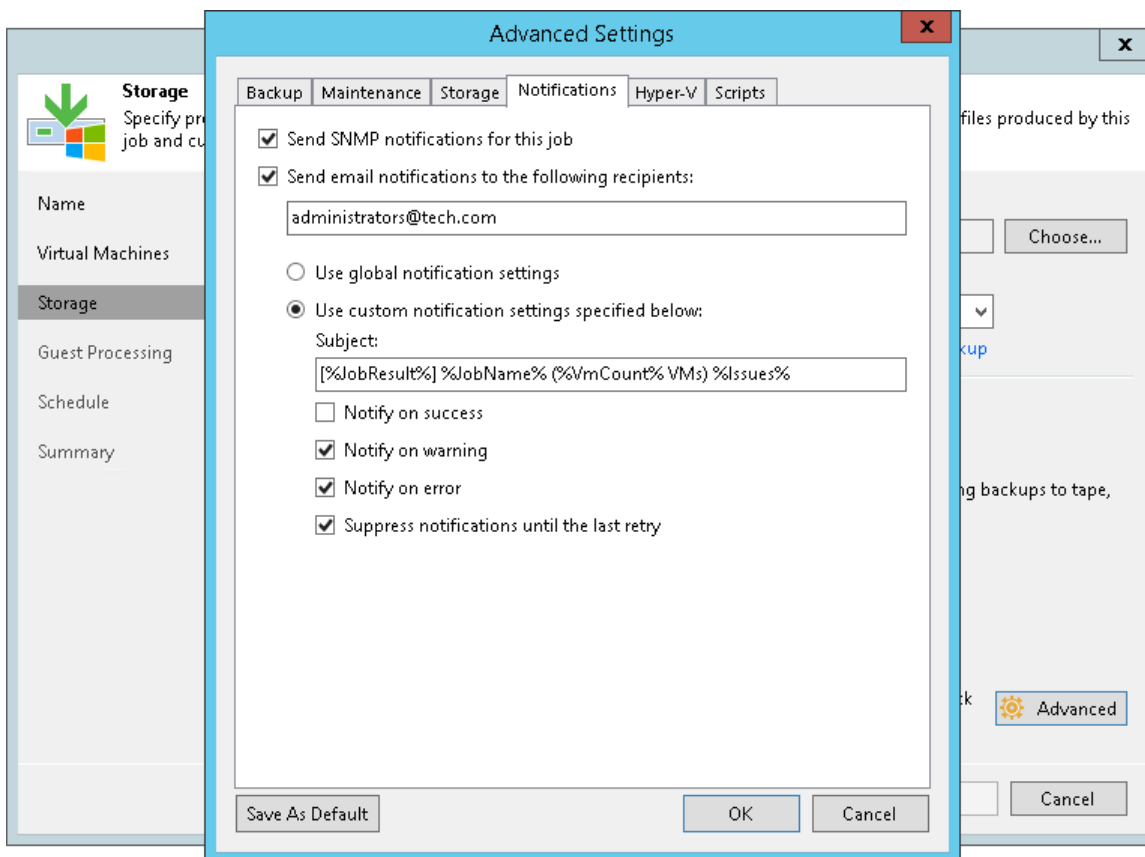 Advanced Settings
x
x
Storage
Specify pr
job and cu
files produced by this
Name
Virtual Machines
Storage
Guest Processing
Schedule
Summary
Backup
Maintenance
Storage
Notifications
Hyper-V
Scripts
Send SNMP notifications for this job
Send email notifications to the following recipients:
administrators@tech.com
Use global notification settings
Use custom notification settings specified below:
Subject:
[%JobResult%] %JobName% (%VmCount% VMs) %Issues%
Notify on success
Notify on warning
Notify on error
Suppress notifications until the last retry
Choose...
kup
ng backups to tape,
Advanced
Save As Default
OK
Cancel
Cancel